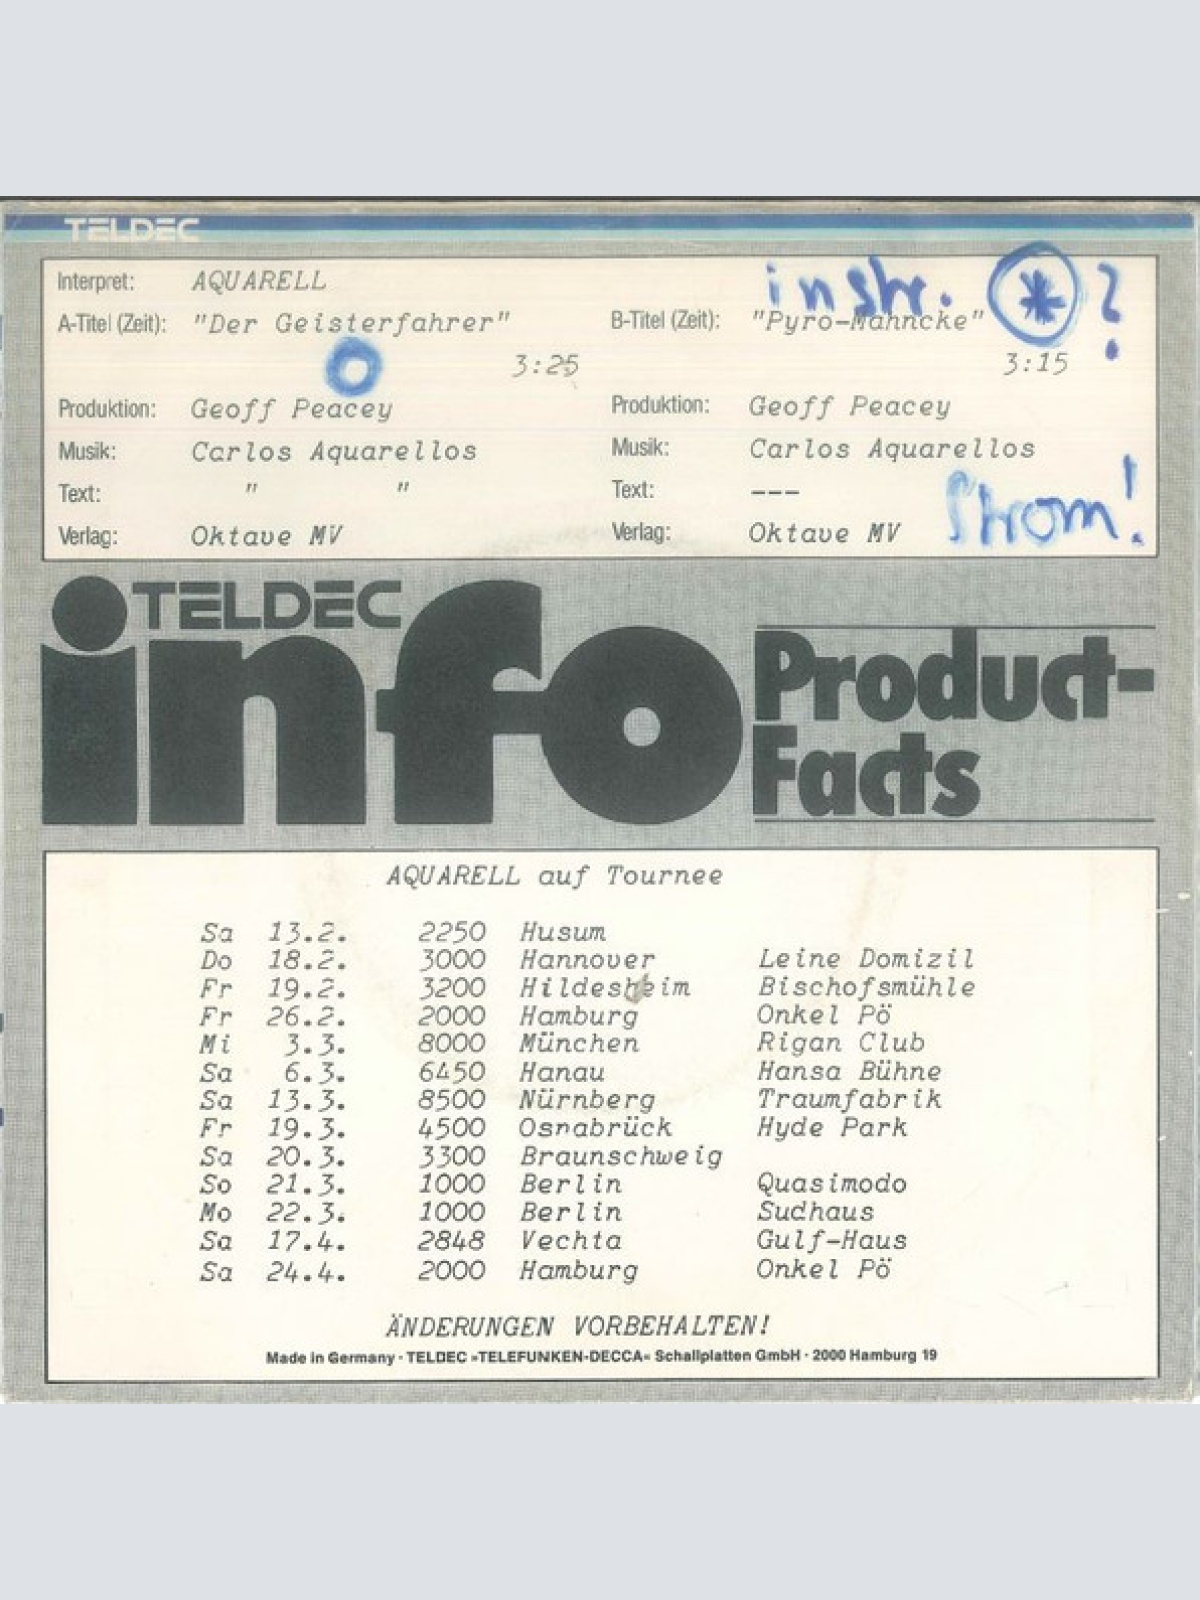 TELDEC
Interpret: AQUARELL
instr. * ?
A-Titel (Zeit): "Der Geisterfahrer" 3:25
B-Titel (Zeit): "Pyro-Mahncke" 3:15
Produktion: Geoff Peacey
Produktion: Geoff Peacey
Musik: Carlos Aquarellos
Musik: Carlos Aquarellos
Text: " "
Text: ---
Verlag: Oktave MV
Verlag: Oktave MV
Strom!
TELDEC
info
Product-
Facts
AQUARELL auf Tournee
Sa 13.2. 2250 Husum
Do 18.2. 3000 Hannover Leine Domizil
Fr 19.2. 3200 Hildesheim Bischofsmühle
Fr 26.2. 2000 Hamburg Onkel Pö
Mi 3.3. 8000 München Rigan Club
Sa 6.3. 6450 Hanau Hansa Bühne
Sa 13.3. 8500 Nürnberg Traumfabrik
Fr 19.3. 4500 Osnabrück Hyde Park
Sa 20.3. 3300 Braunschweig
So 21.3. 1000 Berlin Quasimodo
Mo 22.3. 1000 Berlin Sudhaus
Sa 17.4. 2848 Vechta Gulf-Haus
Sa 24.4. 2000 Hamburg Onkel Pö
ÄNDERUNGEN VORBEHALTEN!
Made in Germany · TELDEC »TELEFUNKEN-DECCA« Schallplatten GmbH · 2000 Hamburg 19